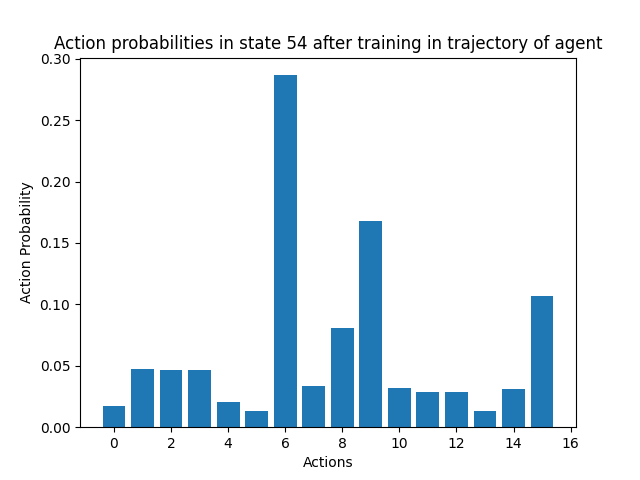 Action probabilities in state 54 after training in trajectory of agent
0.30
0.25
0.20
0.15
0.10
0.05
0.00
Action Probability
0 2 4 6 8 10 12 14 16
Actions